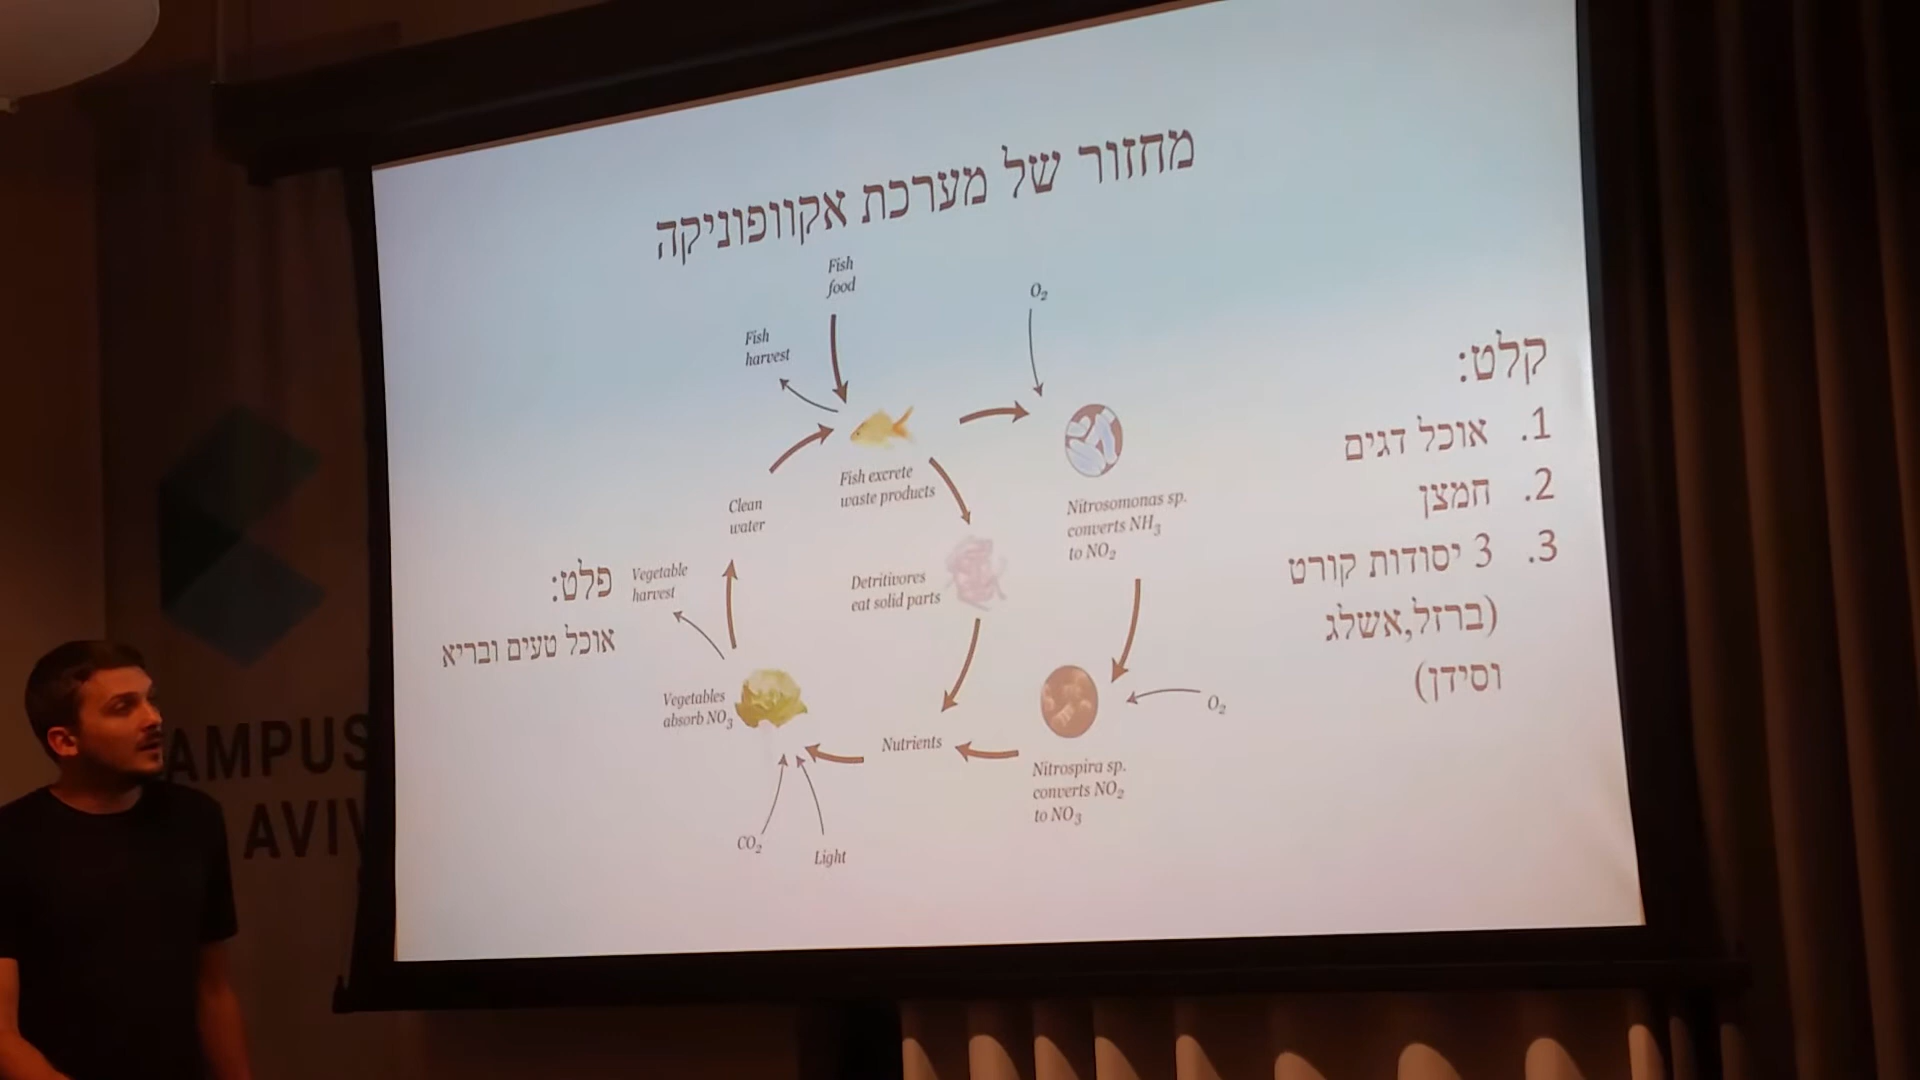 מחזור של מערכת אקוופוניקה
Fish
food
O₂
Fish
harvest
קלט:
1. אוכל דגים
2. חמצן
3. 3 יסודות קורט
(ברזל,אשלג
וסידן)
Fish excrete
waste products
Nitrosomonas sp.
converts NH₃
to NO₂
Clean
water
Detritivores
eat solid parts
Vegetable
harvest
פלט:
אוכל טעים ובריא
Vegetables
absorb NO₃
Nutrients
O₂
Nitrospira sp.
converts NO₂
to NO₃
CO₂
Light
AMPUS
AVIV